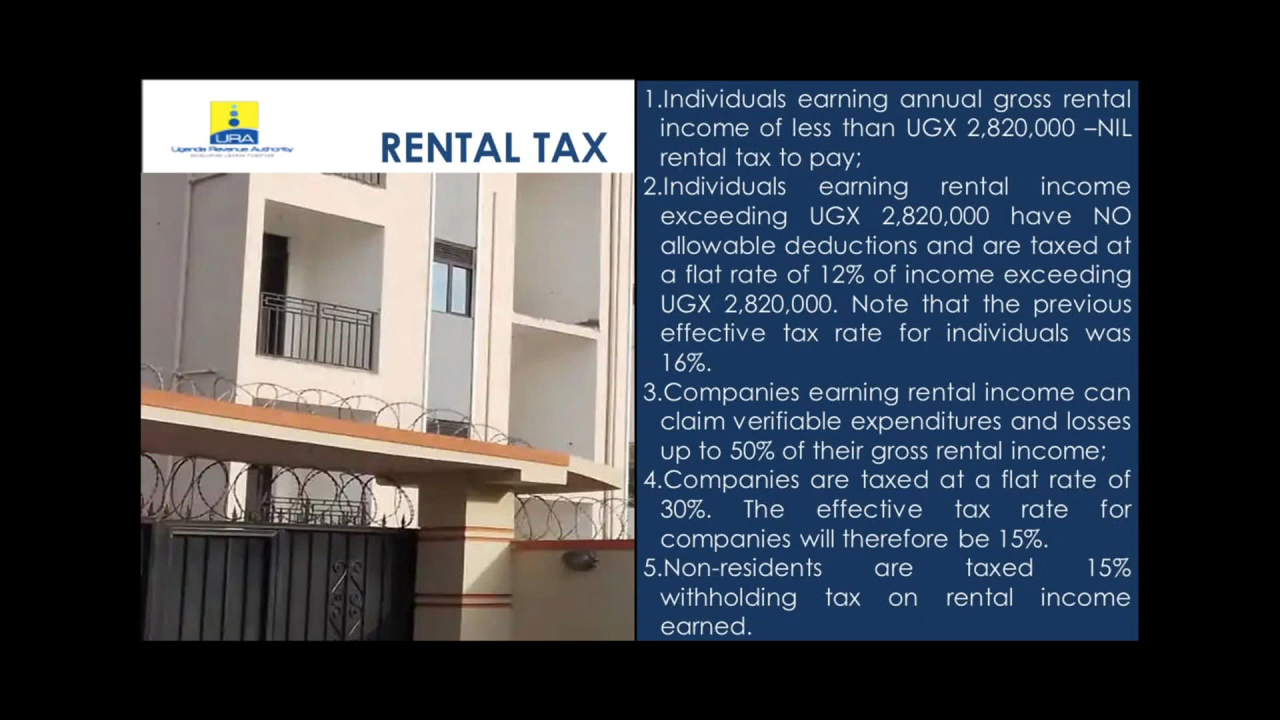 URA
Uganda Revenue Authority
DEVELOPING UGANDA TOGETHER
RENTAL TAX
1.Individuals earning annual gross rental
income of less than UGX 2,820,000 –NIL
rental tax to pay;
2.Individuals earning rental income
exceeding UGX 2,820,000 have NO
allowable deductions and are taxed at
a flat rate of 12% of income exceeding
UGX 2,820,000. Note that the previous
effective tax rate for individuals was
16%.
3.Companies earning rental income can
claim verifiable expenditures and losses
up to 50% of their gross rental income;
4.Companies are taxed at a flat rate of
30%. The effective tax rate for
companies will therefore be 15%.
5.Non-residents are taxed 15%
withholding tax on rental income
earned.